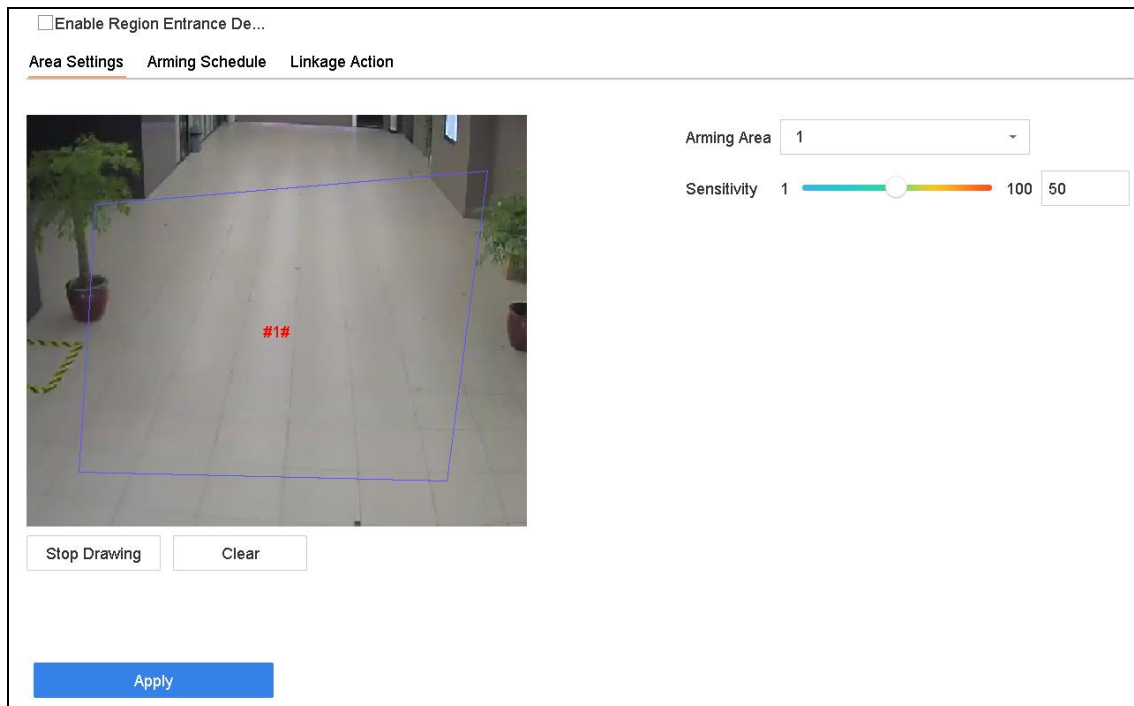 Enable Region Entrance De...
Area Settings Arming Schedule Linkage Action
Arming Area 1
Sensitivity 1 100 50
#1#
Stop Drawing Clear
Apply